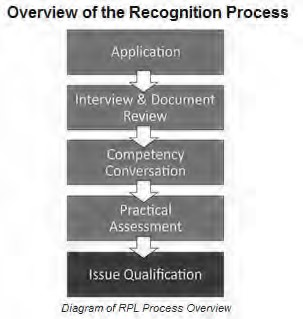 Overview of the Recognition Process
Application
Interview & Document
Review
Competency
Conversation
Practical
Assessment
Issue Qualification
Diagram of RPL Process Overview